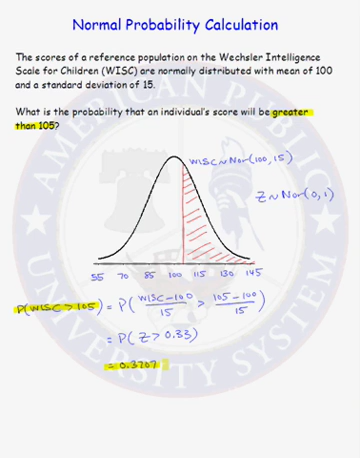 Normal Probability Calculation
The scores of a reference population on the Wechsler Intelligence
Scale for Children (WISC) are normally distributed with mean of 100
and a standard deviation of 15.
What is the probability that an individual's score will be greater
than 105?
WISC ~ Nor(100, 15)
Z ~ Nor(0, 1)
55 70 85 100 115 130 145
P(WISC > 105) = P( WISC - 100 / 15 > 105 - 100 / 15 )
= P( Z > 0.33)
= 0.3707
AMERICAN PUBLIC
UNIVERSITY SYSTEM